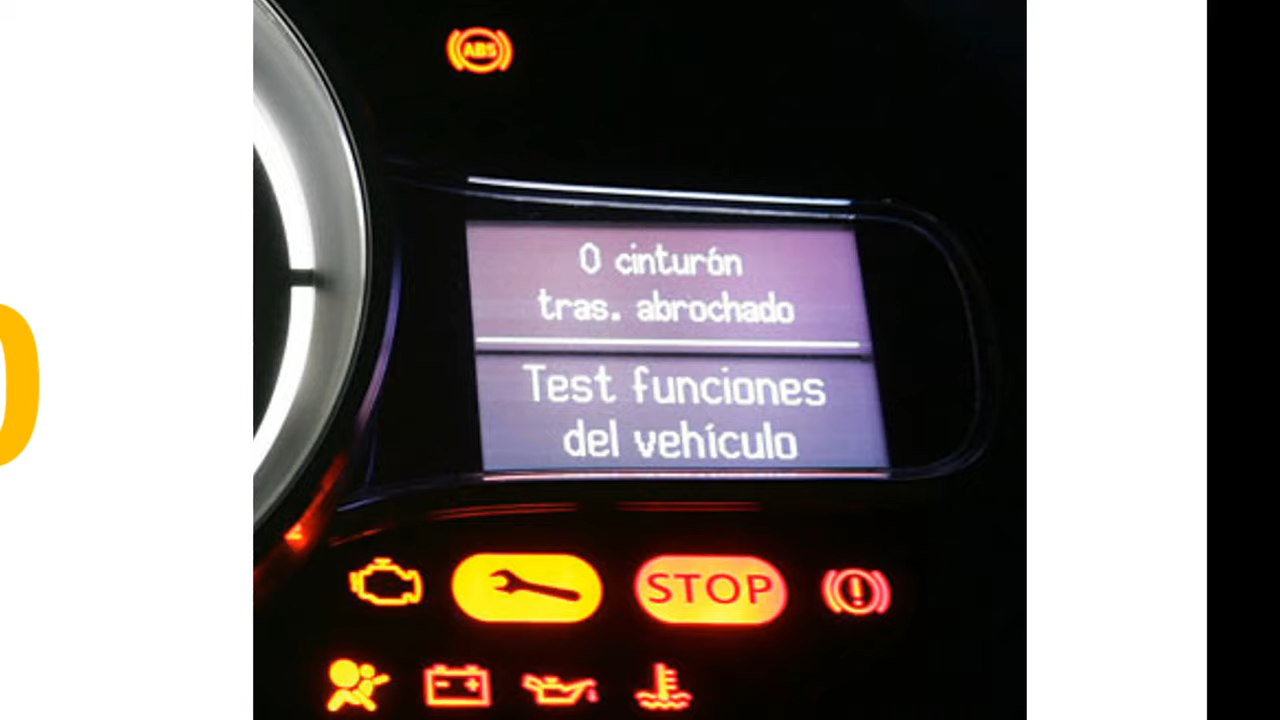 ABS
0 cinturón
tras. abrochado
Test funciones
del vehículo
STOP